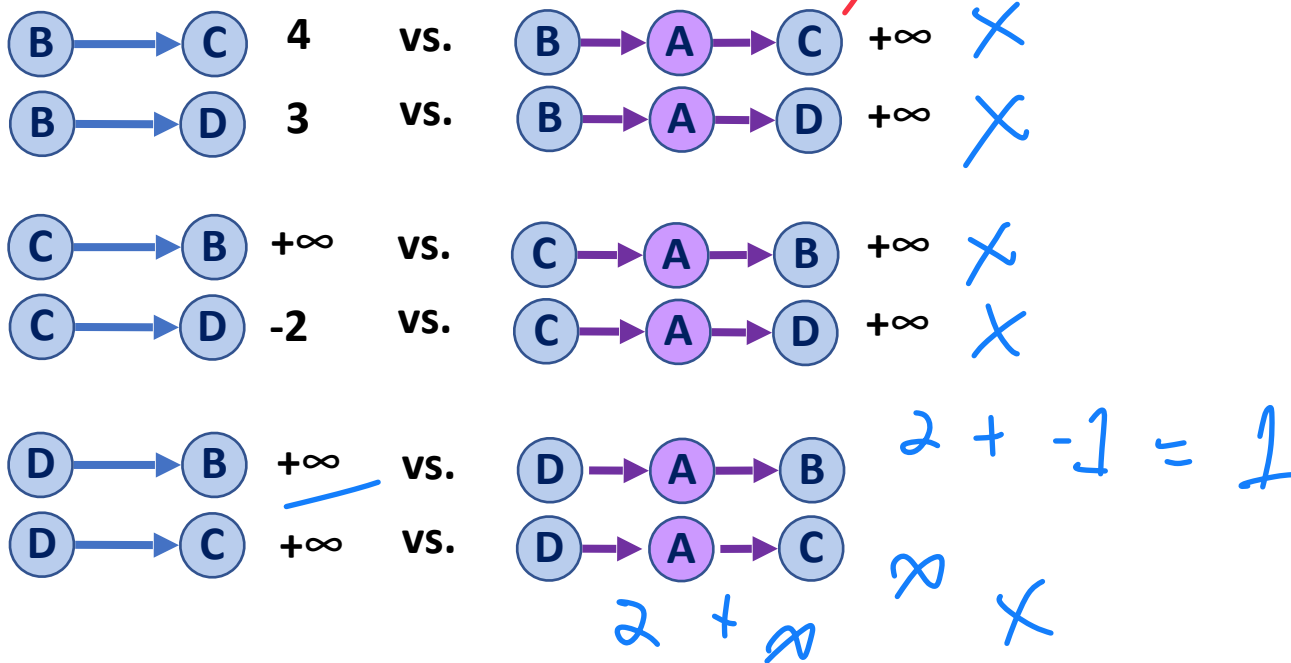 B C 4 vs. B A C +∞ X
B D 3 vs. B A D +∞ X
C B +∞ vs. C A B +∞ X
C D -2 vs. C A D +∞ X
D B +∞ vs. D A B 2 + -1 = 1
D C +∞ vs. D A C ∞ X
2 + ∞